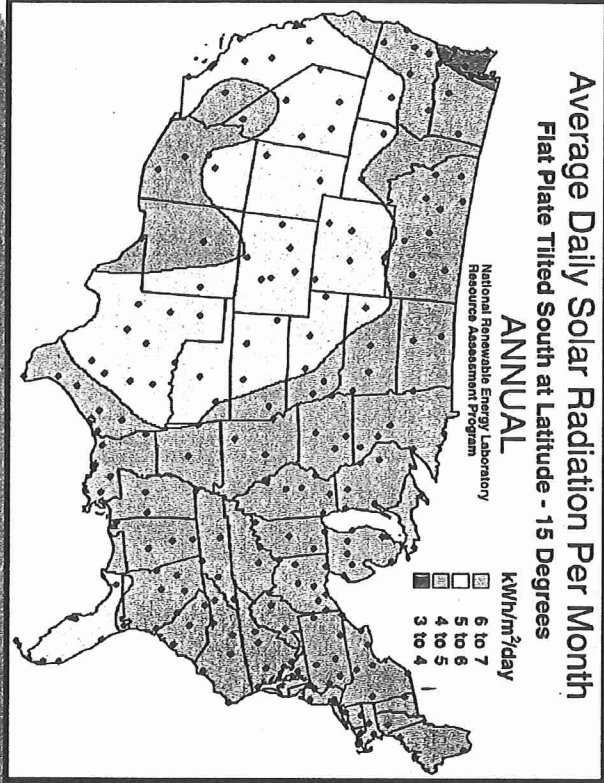 Average Daily Solar Radiation Per Month
Flat Plate Tilted South at Latitude - 15 Degrees
ANNUAL
National Renewable Energy Laboratory
Resource Assessment Program
kWh/m²/day
6 to 7
5 to 6
4 to 5
3 to 4